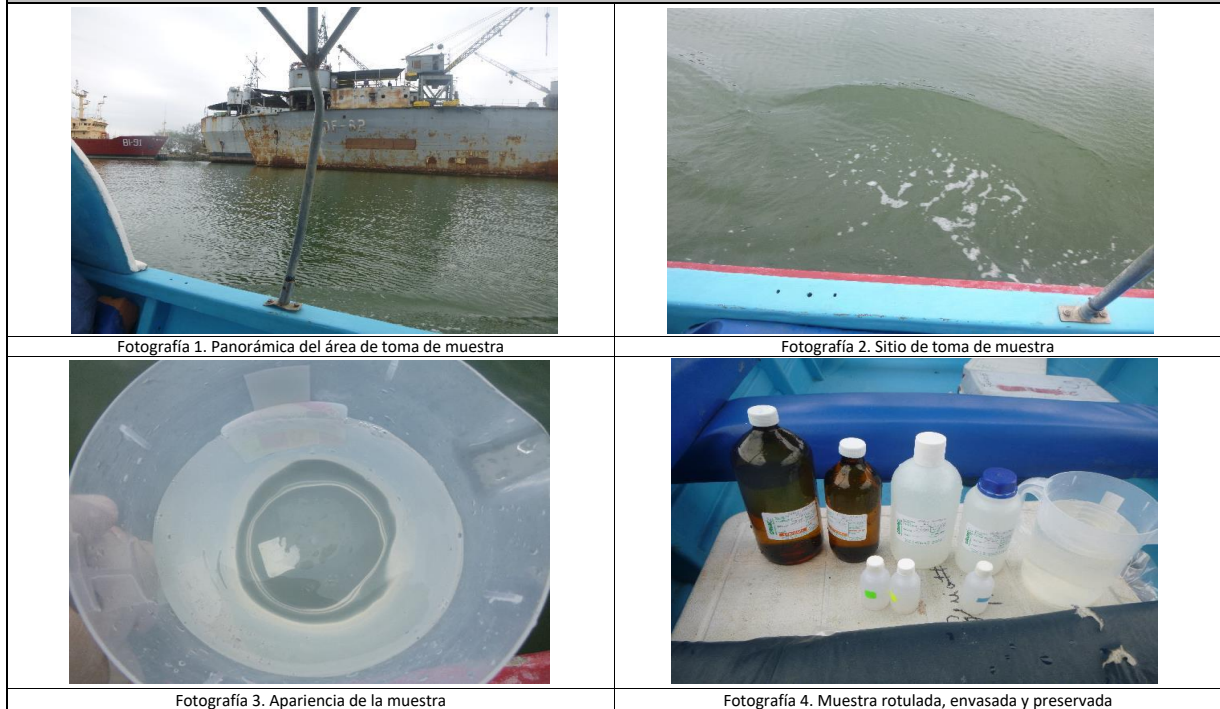 BI-31
Fotografía 1. Panorámica del área de toma de muestra
Fotografía 2. Sitio de toma de muestra
Fotografía 3. Apariencia de la muestra
Fotografía 4. Muestra rotulada, envasada y preservada